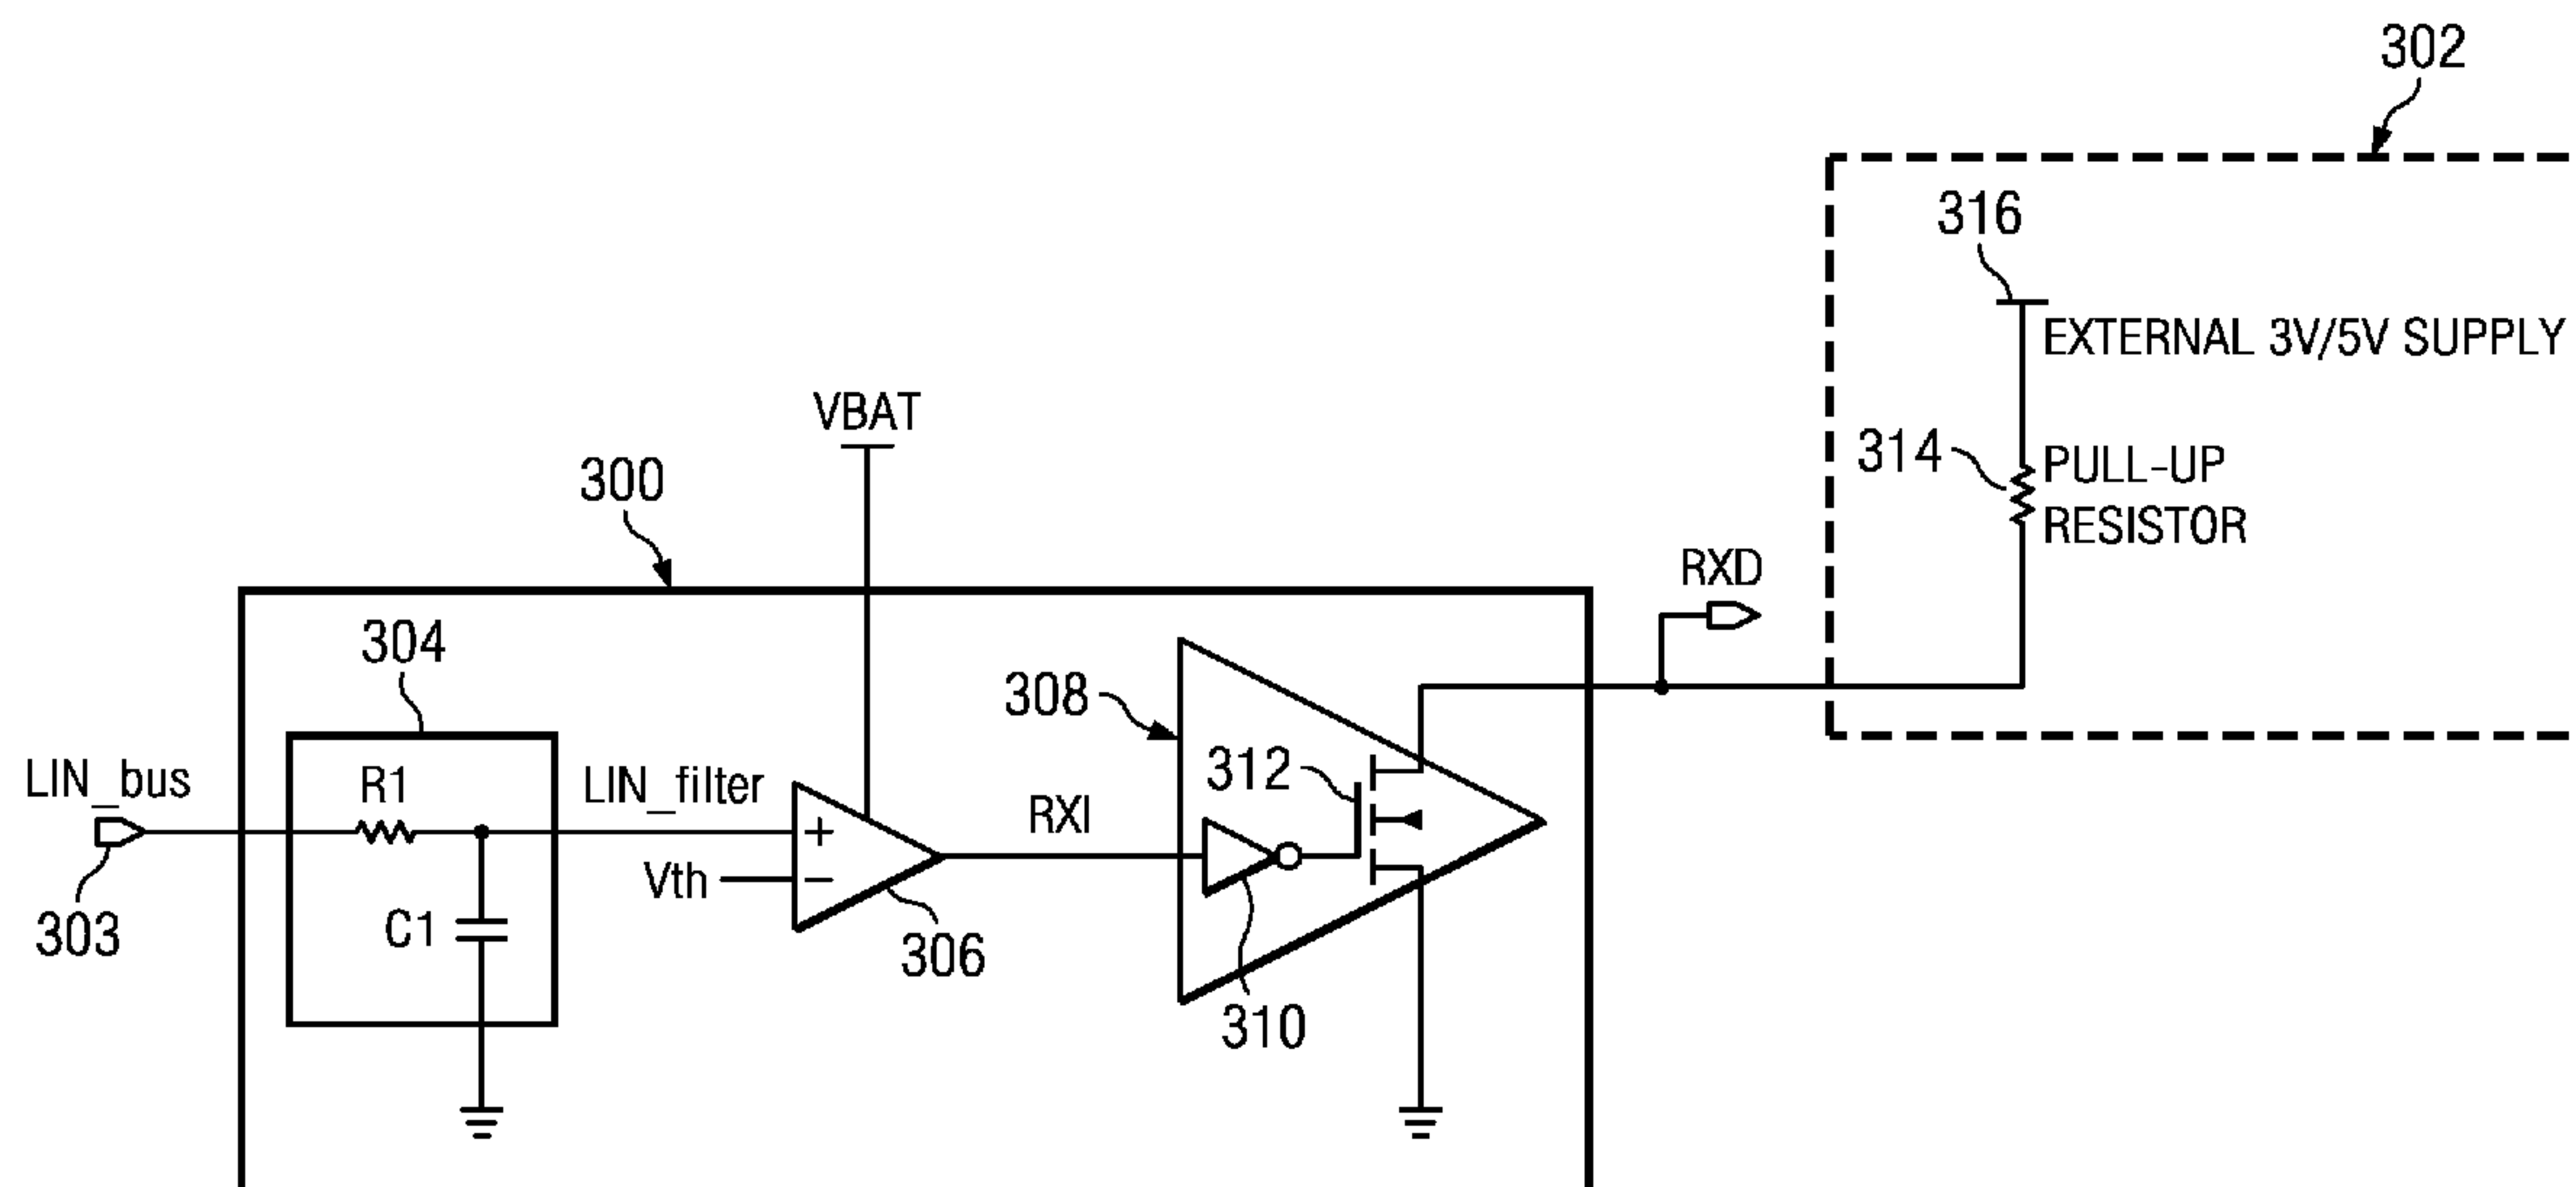 302
316
EXTERNAL 3V/5V SUPPLY
VBAT
314
PULL-UP
RESISTOR
300
RXD
304
308
312
LIN_bus
R1
LIN_filter
RXI
+
Vth
−
C1
303
306
310